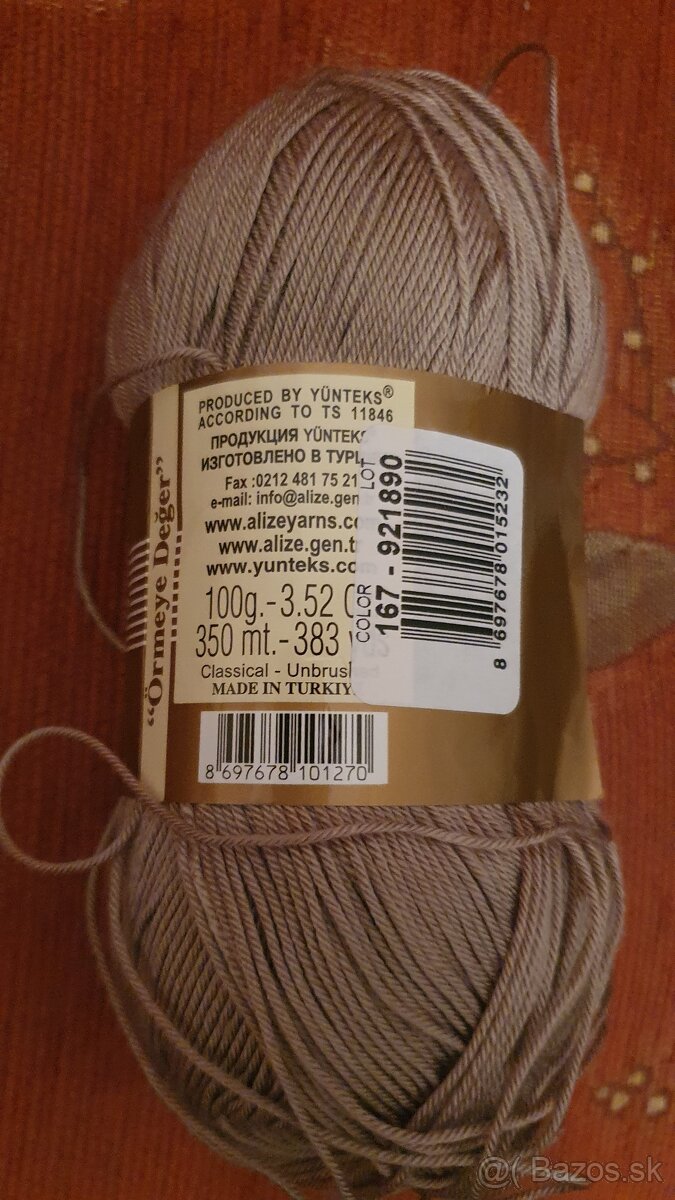 PRODUCED BY YÜNTEKS®
ACCORDING TO TS 11846
ПРОДУКЦИЯ YÜNTEKS
ИЗГОТОВЛЕНО В ТУРЦ
Fax :0212 481 75 21
e-mail: info@alize.gen
www.alizeyarns.co
www.alize.gen.t
www.yunteks.co
100g.-3.52
350 mt.-383 y
Classical - Unbrush
MADE IN TURKIY
8 697678 101270
"Örmeye Değer"
COLOR LOT
167 - 921890
8 697678 015232
@( Bazos.sk